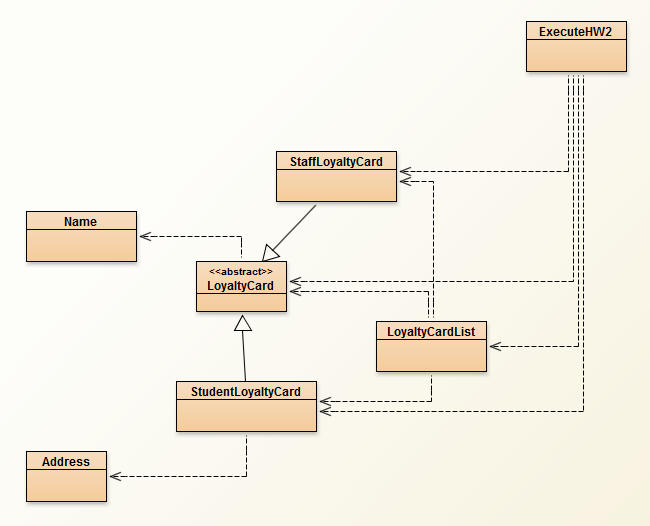 ExecuteHW2
StaffLoyaltyCard
Name
<<abstract>>
LoyaltyCard
LoyaltyCardList
StudentLoyaltyCard
Address